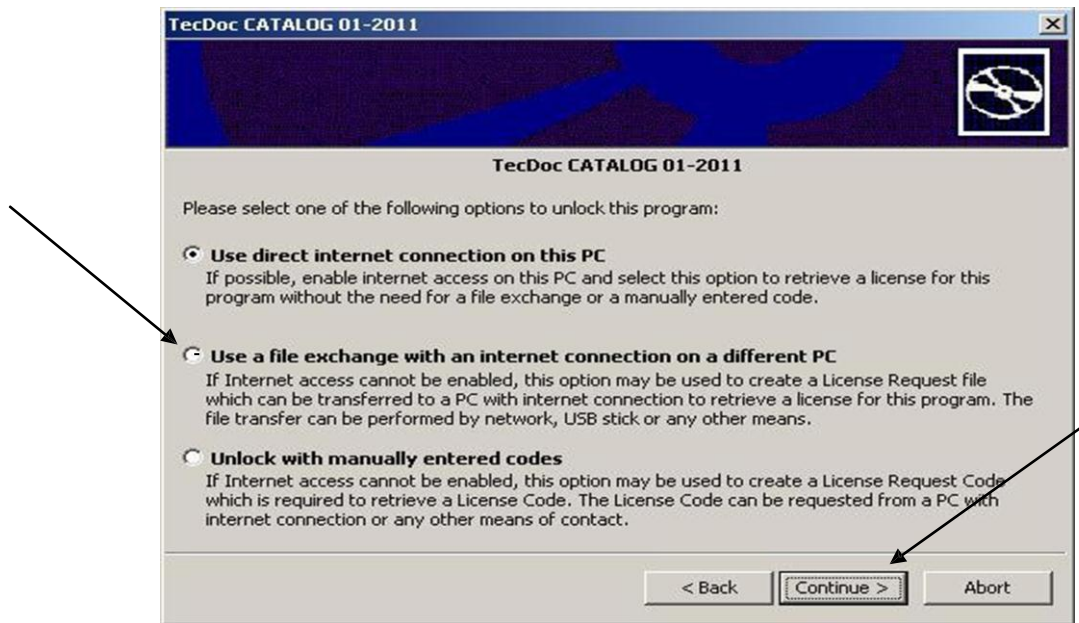 TecDoc CATALOG 01-2011
TecDoc CATALOG 01-2011
Please select one of the following options to unlock this program:
Use direct internet connection on this PC
If possible, enable internet access on this PC and select this option to retrieve a license for this
program without the need for a file exchange or a manually entered code.
Use a file exchange with an internet connection on a different PC
If Internet access cannot be enabled, this option may be used to create a License Request file
which can be transferred to a PC with internet connection to retrieve a license for this program. The
file transfer can be performed by network, USB stick or any other means.
Unlock with manually entered codes
If Internet access cannot be enabled, this option may be used to create a License Request Code
which is required to retrieve a License Code. The License Code can be requested from a PC with
internet connection or any other means of contact.
< Back Continue > Abort